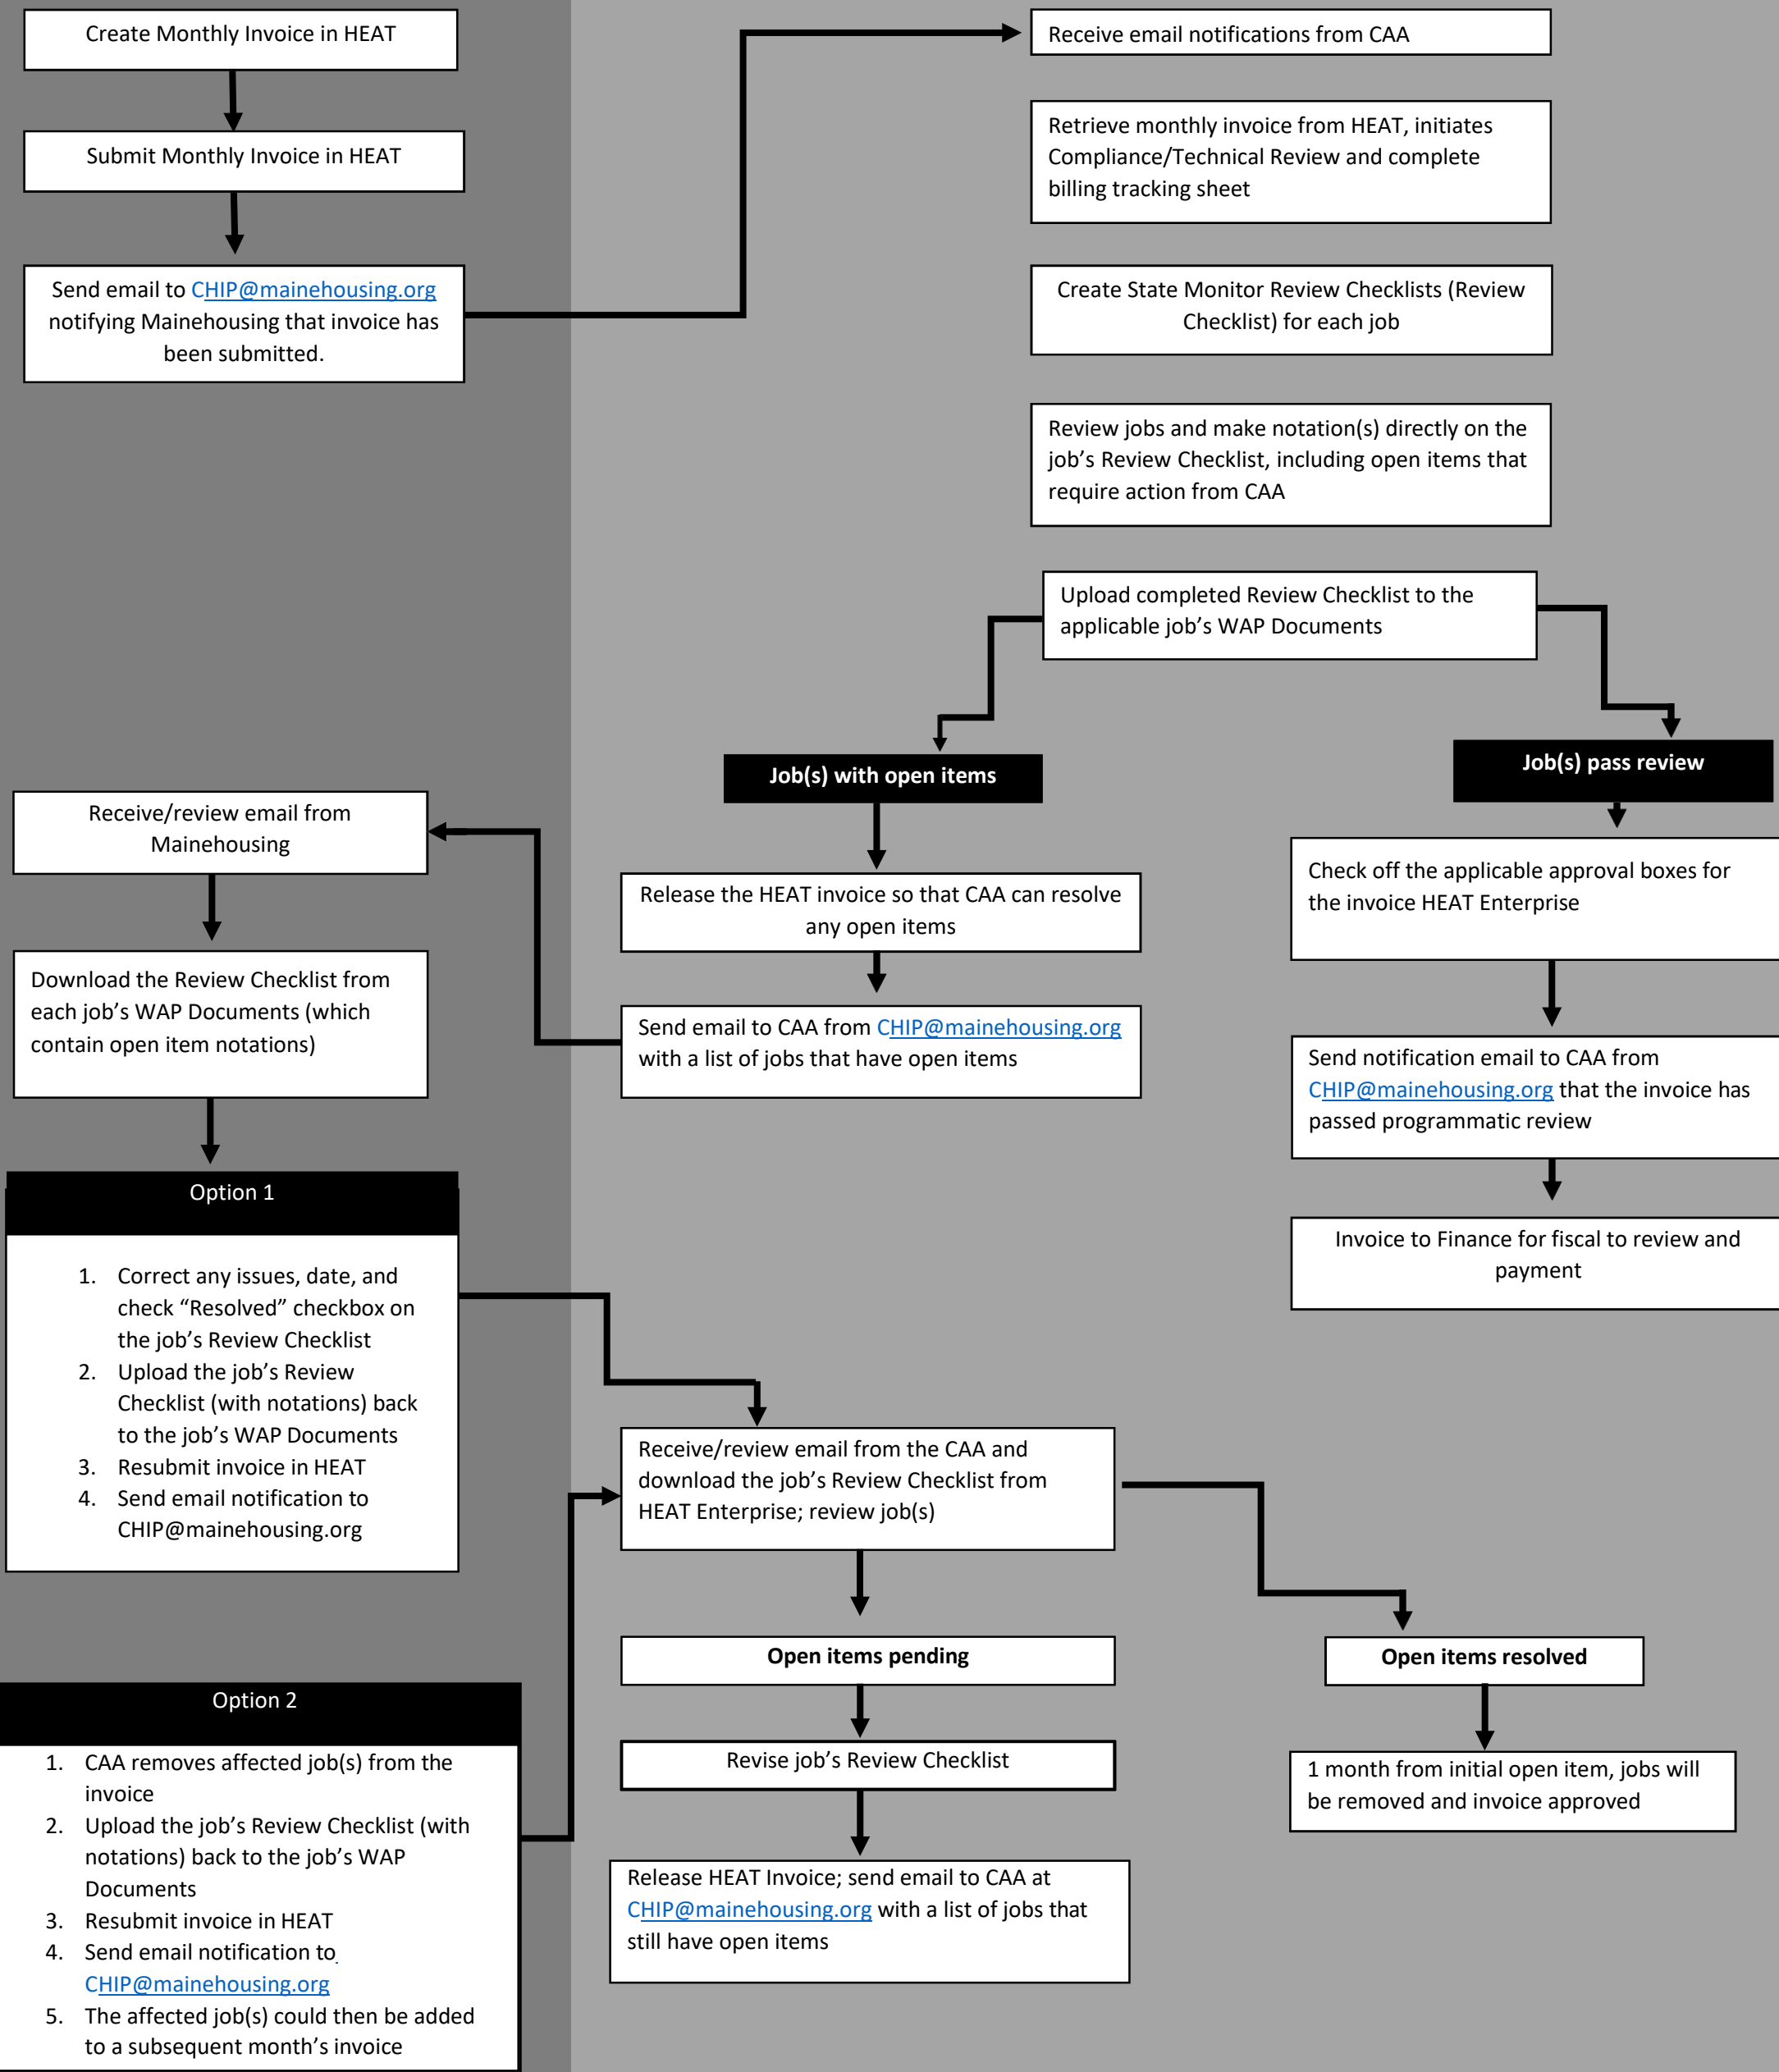 Create Monthly Invoice in HEAT
Submit Monthly Invoice in HEAT
Send email to CHIP@mainehousing.org
notifying Mainehousing that invoice has
been submitted.
Receive email notifications from CAA
Retrieve monthly invoice from HEAT, initiates
Compliance/Technical Review and complete
billing tracking sheet
Create State Monitor Review Checklists (Review
Checklist) for each job
Review jobs and make notation(s) directly on the
job’s Review Checklist, including open items that
require action from CAA
Upload completed Review Checklist to the
applicable job’s WAP Documents
Job(s) with open items
Job(s) pass review
Release the HEAT invoice so that CAA can resolve
any open items
Send email to CAA from CHIP@mainehousing.org
with a list of jobs that have open items
Check off the applicable approval boxes for
the invoice HEAT Enterprise
Send notification email to CAA from
CHIP@mainehousing.org that the invoice has
passed programmatic review
Invoice to Finance for fiscal to review and
payment
Receive/review email from
Mainehousing
Download the Review Checklist from
each job’s WAP Documents (which
contain open item notations)
Option 1
1. Correct any issues, date, and
check “Resolved” checkbox on
the job’s Review Checklist
2. Upload the job’s Review
Checklist (with notations) back
to the job’s WAP Documents
3. Resubmit invoice in HEAT
4. Send email notification to
CHIP@mainehousing.org
Option 2
1. CAA removes affected job(s) from the
invoice
2. Upload the job’s Review Checklist (with
notations) back to the job’s WAP
Documents
3. Resubmit invoice in HEAT
4. Send email notification to
CHIP@mainehousing.org
5. The affected job(s) could then be added
to a subsequent month’s invoice
Receive/review email from the CAA and
download the job’s Review Checklist from
HEAT Enterprise; review job(s)
Open items pending
Revise job’s Review Checklist
Release HEAT Invoice; send email to CAA at
CHIP@mainehousing.org with a list of jobs that
still have open items
Open items resolved
1 month from initial open item, jobs will
be removed and invoice approved